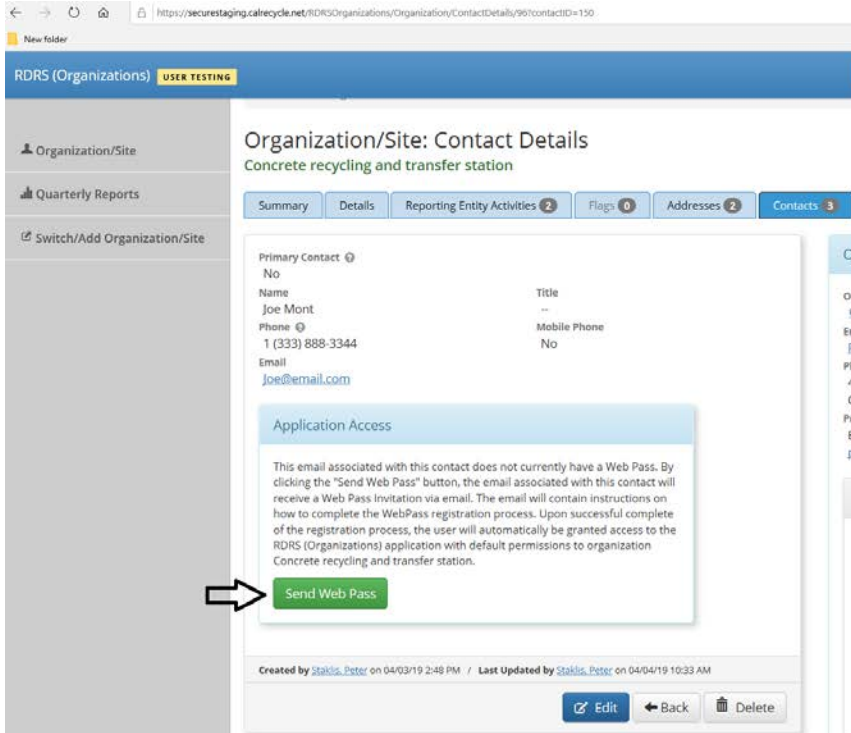 https://securestaging.calrecycle.net/RDRSOrganizations/Organization/ContactDetails/96?contactID=150
New folder
RDRS (Organizations) USER TESTING
Organization/Site
Quarterly Reports
Switch/Add Organization/Site
Organization/Site: Contact Details
Concrete recycling and transfer station
Summary Details Reporting Entity Activities 2 Flags 0 Addresses 2 Contacts 3
Primary Contact
No
Name Title
Joe Mont --
Phone Mobile Phone
1 (333) 888-3344 No
Email
Joe@email.com
Application Access
This email associated with this contact does not currently have a Web Pass. By
clicking the "Send Web Pass" button, the email associated with this contact will
receive a Web Pass Invitation via email. The email will contain instructions on
how to complete the WebPass registration process. Upon successful complete
of the registration process, the user will automatically be granted access to the
RDRS (Organizations) application with default permissions to organization
Concrete recycling and transfer station.
Send Web Pass
Created by Staklis, Peter on 04/03/19 2:48 PM / Last Updated by Staklis, Peter on 04/04/19 10:33 AM
Edit Back Delete